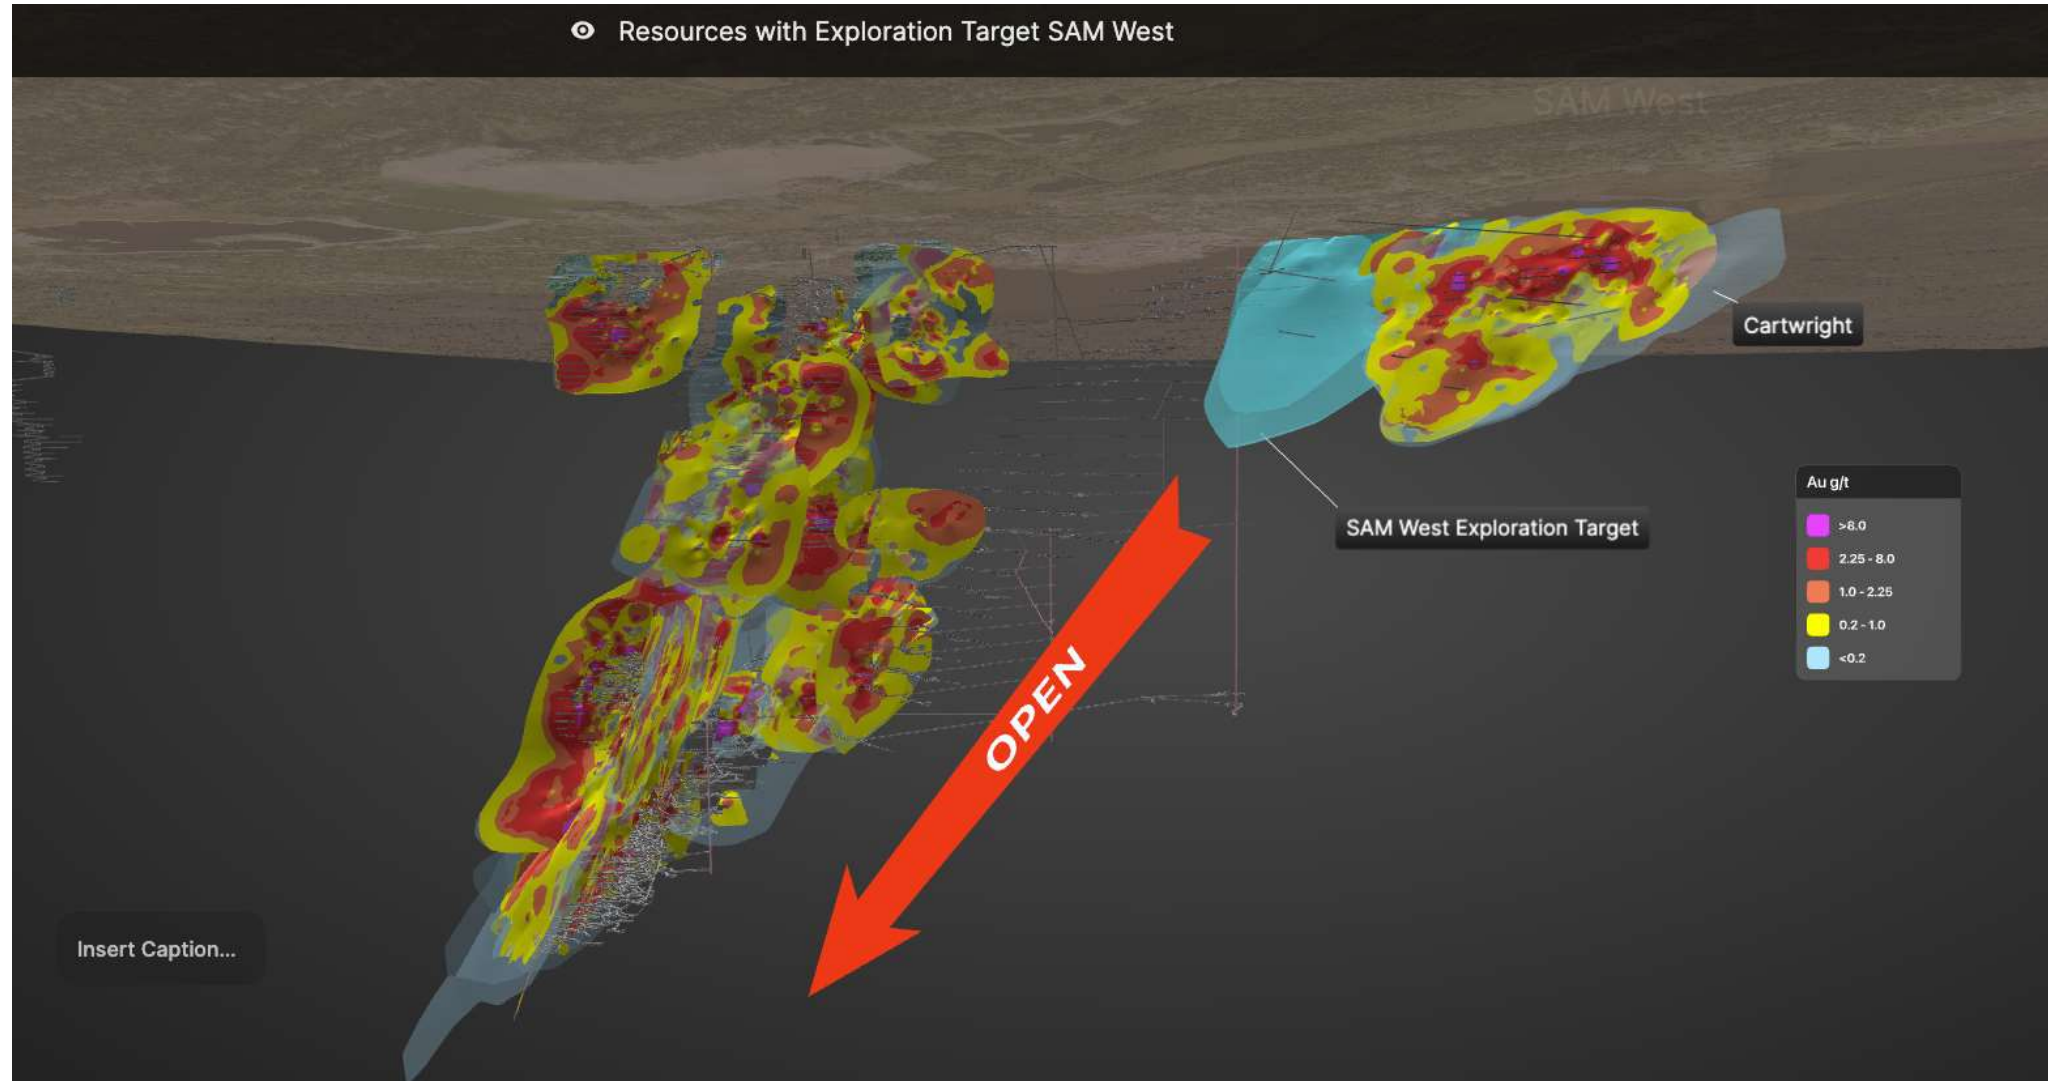 Resources with Exploration Target SAM West
SAM West
Cartwright
Au g/t
>8.0
2.25 - 8.0
1.0 - 2.25
0.2 - 1.0
<0.2
SAM West Exploration Target
OPEN
Insert Caption...